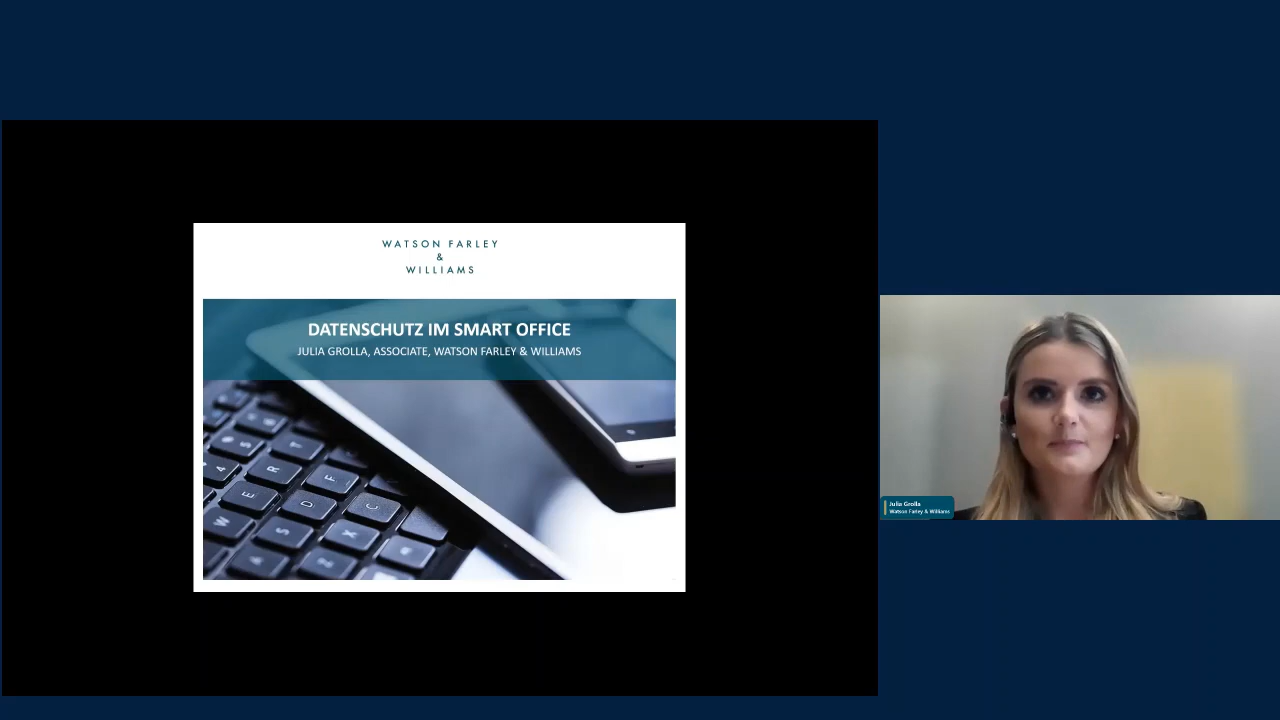 WATSON FARLEY
&
WILLIAMS
DATENSCHUTZ IM SMART OFFICE
JULIA GROLLA, ASSOCIATE, WATSON FARLEY & WILLIAMS
Julia Grolla
Watson Farley & Williams